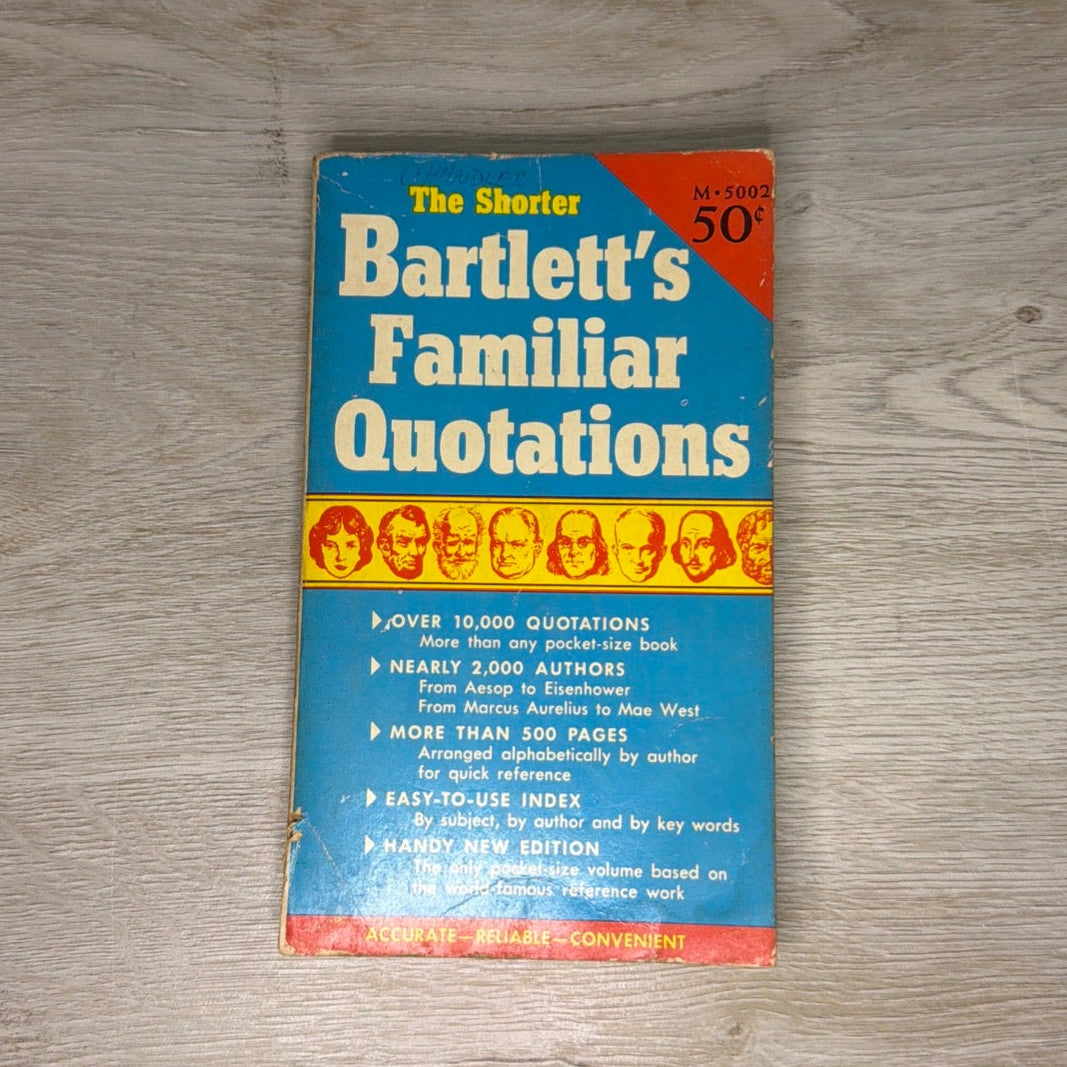 CHANDLER
The Shorter
M·5002
50¢
Bartlett's
Familiar
Quotations
OVER 10,000 QUOTATIONS
More than any pocket-size book
NEARLY 2,000 AUTHORS
From Aesop to Eisenhower
From Marcus Aurelius to Mae West
MORE THAN 500 PAGES
Arranged alphabetically by author
for quick reference
EASY-TO-USE INDEX
By subject, by author and by key words
HANDY NEW EDITION
The only pocket-size volume based on
the world-famous reference work
ACCURATE—RELIABLE—CONVENIENT